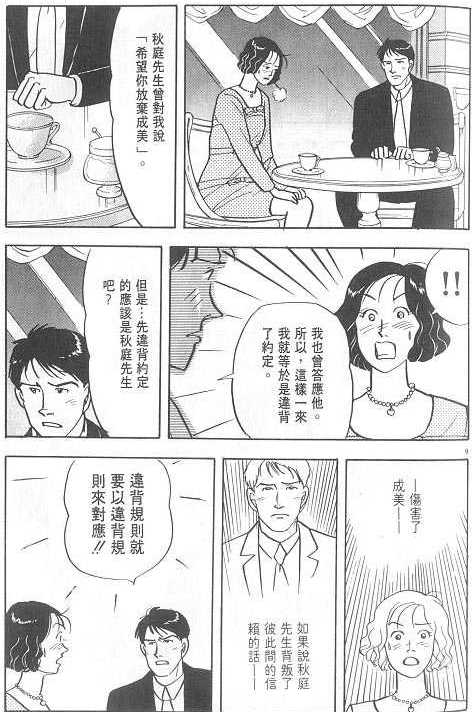 秋庭先生曾對我說
「希望你放棄成美」。
!!
我也曾答應他。
所以,這樣一來
我就等於是違背
了約定。
但是…先違背約定
的應該是秋庭先生
吧?
9
—傷害了
成美——
如果說秋庭
先生背叛了
彼此間的信
賴的話——
違背規則就
要以違背規
則來對應!!